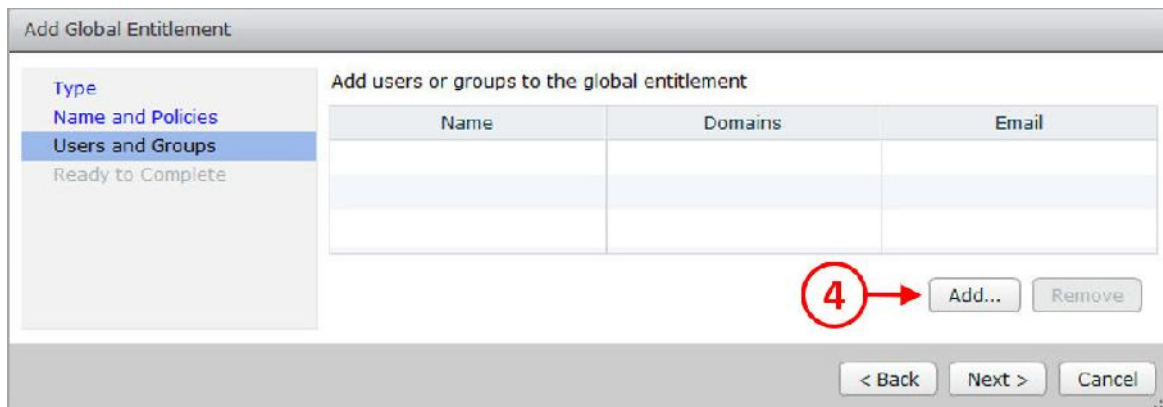 Add Global Entitlement
Type
Name and Policies
Users and Groups
Ready to Complete
Add users or groups to the global entitlement
Name Domains Email
4 Add... Remove
< Back Next > Cancel